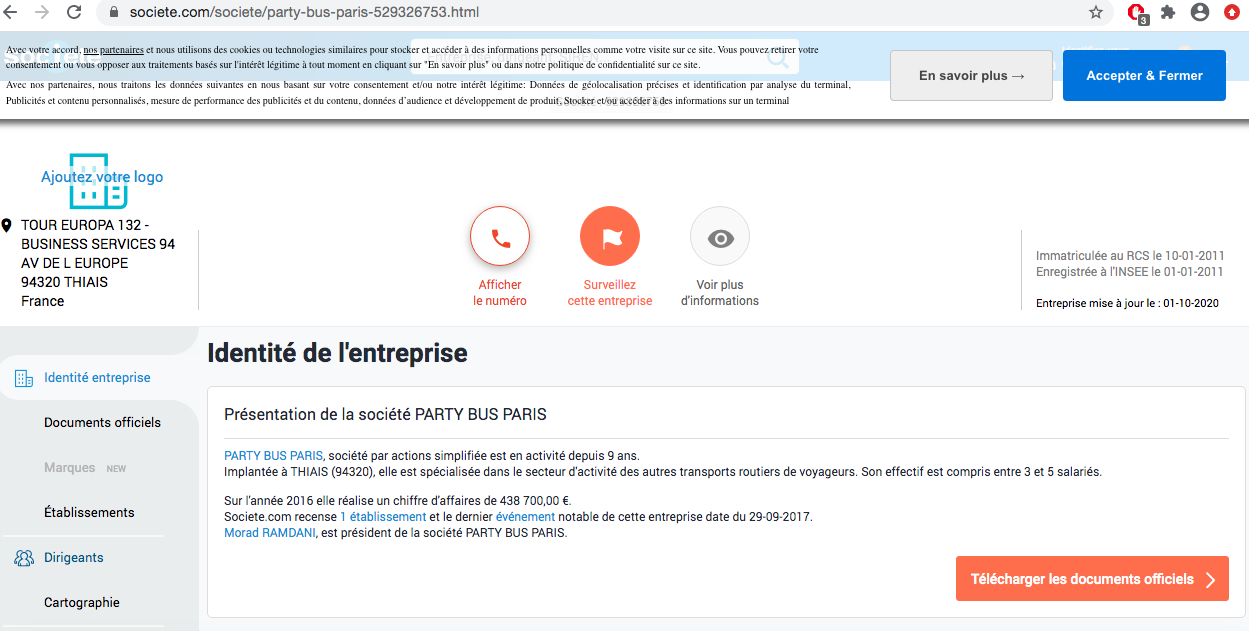 societe.com/societe/party-bus-paris-529326753.html
3
Avec votre accord, nos partenaires et nous utilisons des cookies ou technologies similaires pour stocker et accéder à des informations personnelles comme votre visite sur ce site. Vous pouvez retirer votre
consentement ou vous opposer aux traitements basés sur l'intérêt légitime à tout moment en cliquant sur "En savoir plus" ou dans notre politique de confidentialité sur ce site.
Avec nos partenaires, nous traitons les données suivantes en nous basant sur votre consentement et/ou notre intérêt légitime: Données de géolocalisation précises et identification par analyse du terminal,
Publicités et contenu personnalisés, mesure de performance des publicités et du contenu, données d'audience et développement de produit, Stocker et/ou accéder à des informations sur un terminal
En savoir plus →
Accepter & Fermer
Ajoutez votre logo
TOUR EUROPA 132 -
BUSINESS SERVICES 94
AV DE L EUROPE
94320 THIAIS
France
Afficher
le numéro
Surveillez
cette entreprise
Voir plus
d'informations
Immatriculée au RCS le 10-01-2011
Enregistrée à l'INSEE le 01-01-2011
Entreprise mise à jour le : 01-10-2020
Identité entreprise
Documents officiels
Marques NEW
Établissements
Dirigeants
Cartographie
Identité de l'entreprise
Présentation de la société PARTY BUS PARIS
PARTY BUS PARIS, société par actions simplifiée est en activité depuis 9 ans.
Implantée à THIAIS (94320), elle est spécialisée dans le secteur d'activité des autres transports routiers de voyageurs. Son effectif est compris entre 3 et 5 salariés.
Sur l'année 2016 elle réalise un chiffre d'affaires de 438 700,00 €.
Societe.com recense 1 établissement et le dernier événement notable de cette entreprise date du 29-09-2017.
Morad RAMDANI, est président de la société PARTY BUS PARIS.
Télécharger les documents officiels